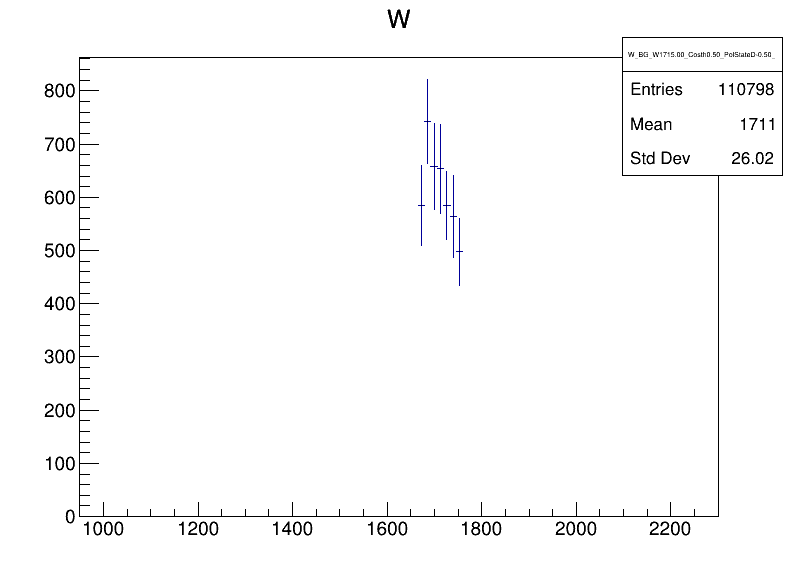 W
W_BG_W1715.00_Costh0.50_PolStateD-0.50_
Entries 110798
Mean 1711
Std Dev 26.02
800
700
600
500
400
300
200
100
0
1000 1200 1400 1600 1800 2000 2200